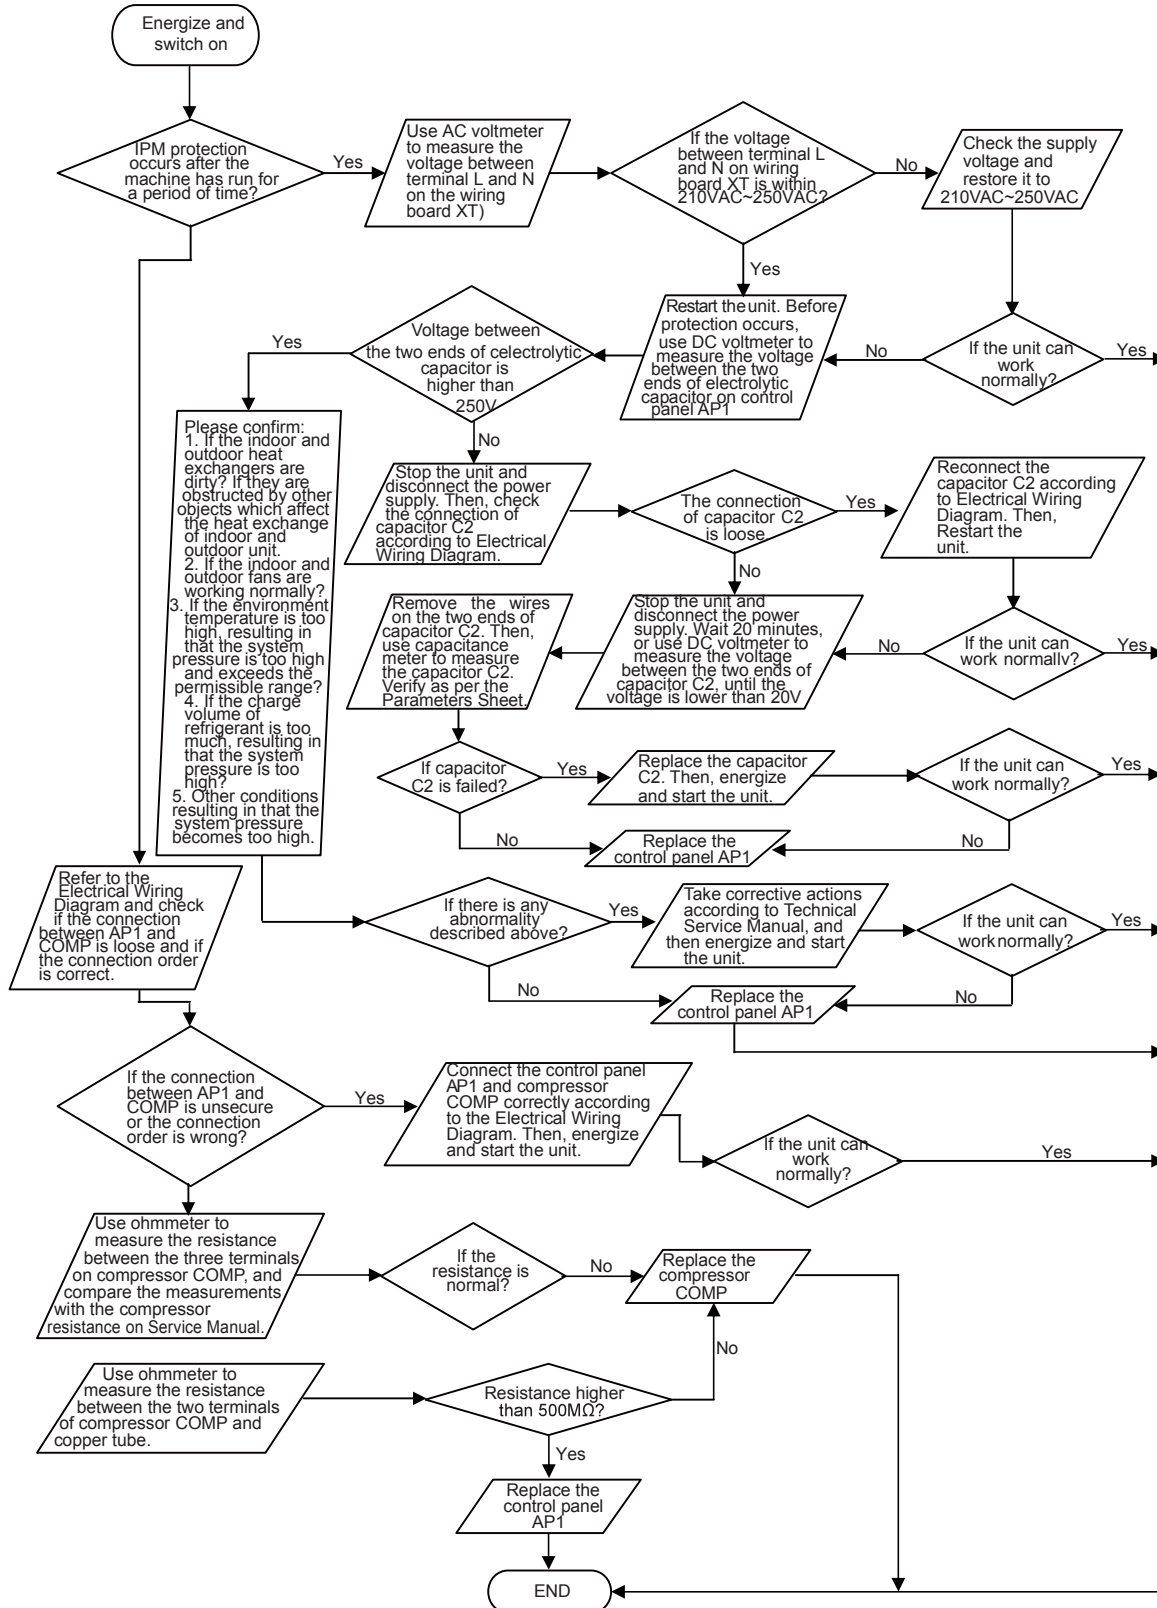 Energize and
switch on
IPM protection
occurs after the
machine has run for
a period of time?
Yes
Use AC voltmeter
to measure the
voltage between
terminal L and N
on the wiring
board XT)
If the voltage
between terminal L
and N on wiring
board XT is within
210VAC~250VAC?
No
Check the supply
voltage and
restore it to
210VAC~250VAC
Yes
Restart the unit. Before
protection occurs,
use DC voltmeter to
measure the voltage
between the two
ends of electrolytic
capacitor on control
panel AP1
No
If the unit can
work
normally?
Yes
Voltage between
the two ends of celectrolytic
capacitor is
higher than
250V
Yes
No
Please confirm:
1. If the indoor and
outdoor heat
exchangers are
dirty? If they are
obstructed by other
objects which affect
the heat exchange
of indoor and
outdoor unit.
2. If the indoor and
outdoor fans are
working normally?
3. If the environment
temperature is too
high, resulting in
that the system
pressure is too high
and exceeds the
permissible range?
4. If the charge
volume of
refrigerant is too
much, resulting in
that the system
pressure is too
high?
5. Other conditions
resulting in that the
system pressure
becomes too high.
Stop the unit and
disconnect the power
supply. Then, check
the connection of
capacitor C2
according to Electrical
Wiring Diagram.
The connection
of capacitor C2
is loose.
Yes
Reconnect the
capacitor C2 according
to Electrical Wiring
Diagram. Then,
Restart the
unit.
No
Remove the wires
on the two ends of
capacitor C2. Then,
use capacitance
meter to measure
the capacitor C2.
Verify as per the
Parameters Sheet.
Stop the unit and
disconnect the power
supply. Wait 20 minutes,
or use DC voltmeter to
measure the voltage
between the two ends of
capacitor C2, until the
voltage is lower than 20V
No
If the unit can
work normally?
Yes
If capacitor
C2 is failed?
Yes
Replace the capacitor
C2. Then, energize
and start the unit.
If the unit can
work normally?
Yes
No
Replace the
control panel AP1
No
Refer to the
Electrical Wiring
Diagram and check
if the connection
between AP1 and
COMP is loose and if
the connection order
is correct.
If there is any
abnormality
described above?
Yes
Take corrective actions
according to Technical
Service Manual, and
then energize and start
the unit.
If the unit can
work normally?
Yes
No
Replace the
control panel AP1
No
If the connection
between AP1 and
COMP is unsecure
or the connection
order is wrong?
Yes
Connect the control panel
AP1 and compressor
COMP correctly according
to the Electrical Wiring
Diagram. Then, energize
and start the unit.
If the unit can
work
normally?
Yes
Use ohmmeter to
measure the resistance
between the three terminals
on compressor COMP, and
compare the measurements
with the compressor
resistance on Service Manual.
If the
resistance is
normal?
No
Replace the
compressor
COMP
No
Use ohmmeter to
measure the resistance
between the two terminals
of compressor COMP and
copper tube.
Resistance higher
than 500MΩ?
Yes
Replace the
control panel
AP1
END